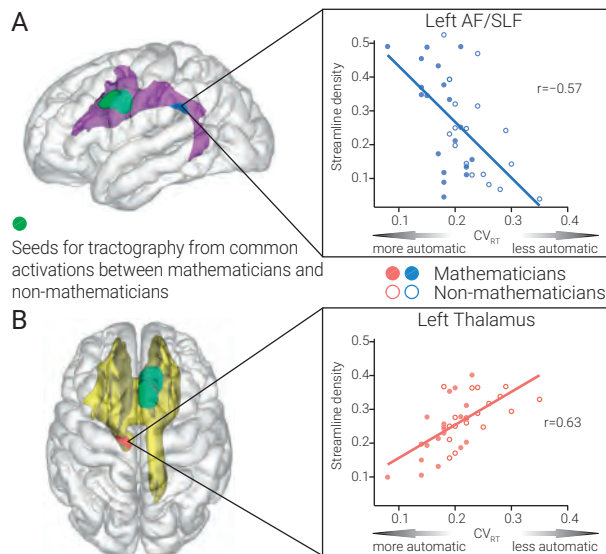 A
Left AF/SLF
Streamline density
0.5
0.4
0.3
0.2
0.1
r=−0.57
0.1
0.2
0.3
0.4
CVRT
more automatic
less automatic
Seeds for tractography from common
activations between mathematicians and
non-mathematicians
Mathematicians
Non-mathematicians
B
Left Thalamus
Streamline density
0.5
0.4
0.3
0.2
0.1
r=0.63
0.1
0.2
0.3
0.4
CVRT
more automatic
less automatic